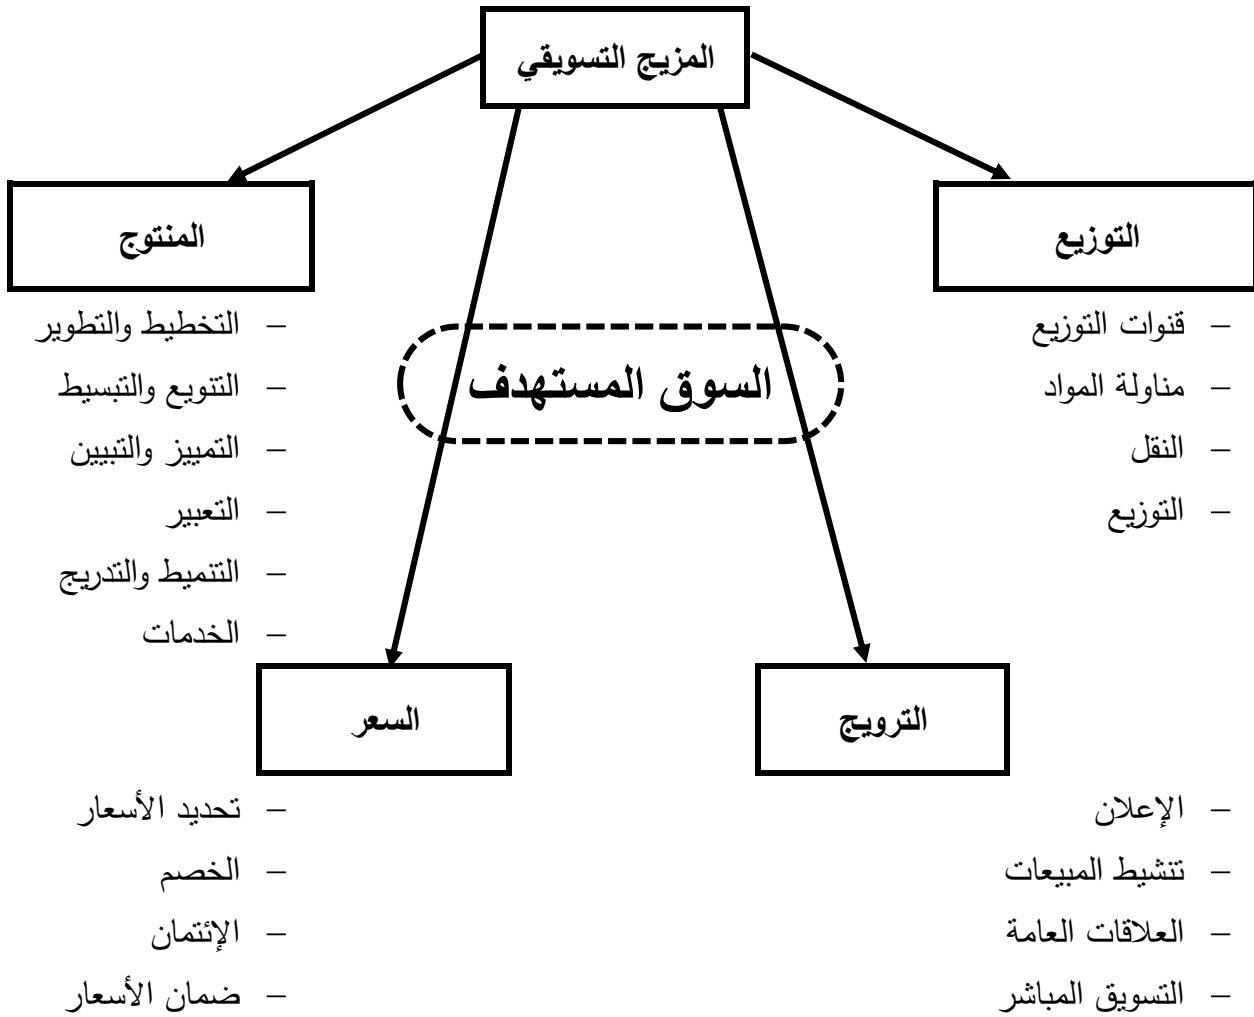 المزيج التسويقي
التوزيع
المنتوج
– قنوات التوزيع
– مناولة المواد
– النقل
– التوزيع
– التخطيط والتطوير
– التنويع والتبسيط
– التمييز والتبيين
– التعبير
– التنميط والتدريج
– الخدمات
السوق المستهدف
الترويج
السعر
– الإعلان
– تنشيط المبيعات
– العلاقات العامة
– التسويق المباشر
– تحديد الأسعار
– الخصم
– الإئتمان
– ضمان الأسعار